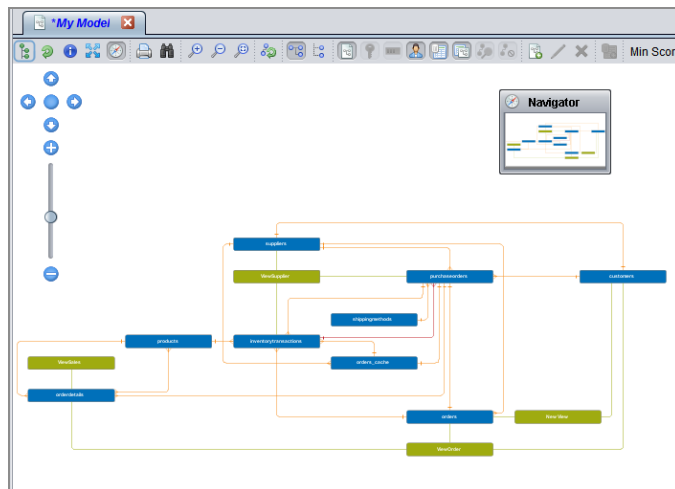 *My Model
Min Scor
Navigator
suppliers
ViewSupplier
purchaseorders
customers
shippingmethods
products
inventorytransactions
ViewSales
orders_cache
orderdetails
orders
New View
ViewOrder